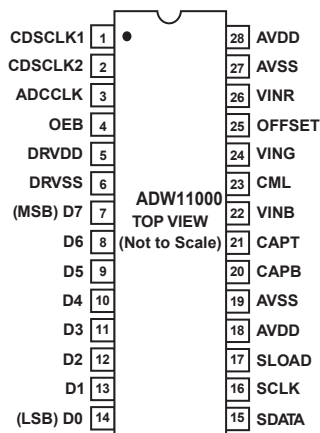 CDSCLK1 1 28 AVDD
CDSCLK2 2 27 AVSS
ADCCLK 3 26 VINR
OEB 4 25 OFFSET
DRVDD 5 24 VING
DRVSS 6 23 CML
(MSB) D7 7 22 VINB
D6 8 21 CAPT
D5 9 20 CAPB
D4 10 19 AVSS
D3 11 18 AVDD
D2 12 17 SLOAD
D1 13 16 SCLK
(LSB) D0 14 15 SDATA
ADW11000
TOP VIEW
(Not to Scale)